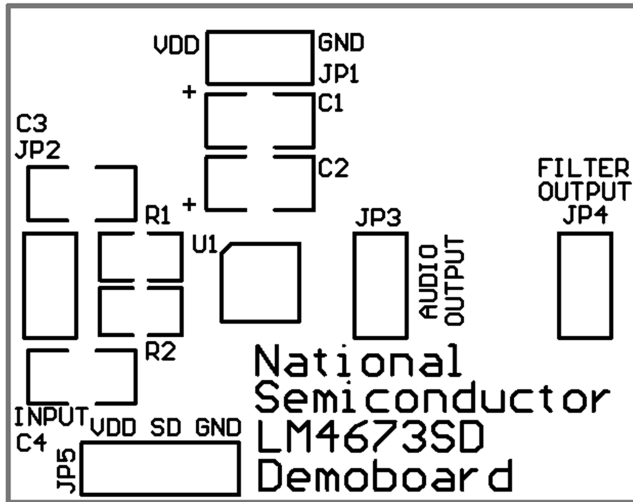 VDD
GND
JP1
+
C1
C2
+
C3
JP2
R1
U1
JP3
AUDIO
OUTPUT
FILTER
OUTPUT
JP4
R2
INPUT
C4
VDD SD GND
JP5
National
Semiconductor
LM4673SD
Demoboard